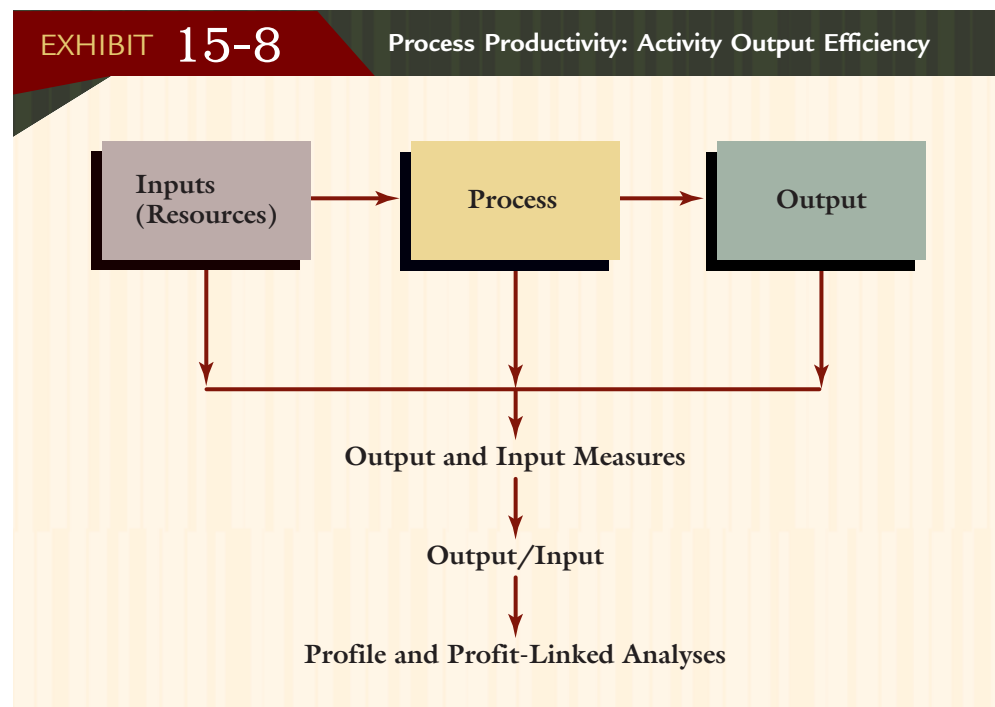 EXHIBIT 15-8
Process Productivity: Activity Output Efficiency
Inputs
(Resources)
Process
Output
Output and Input Measures
Output/Input
Profile and Profit-Linked Analyses